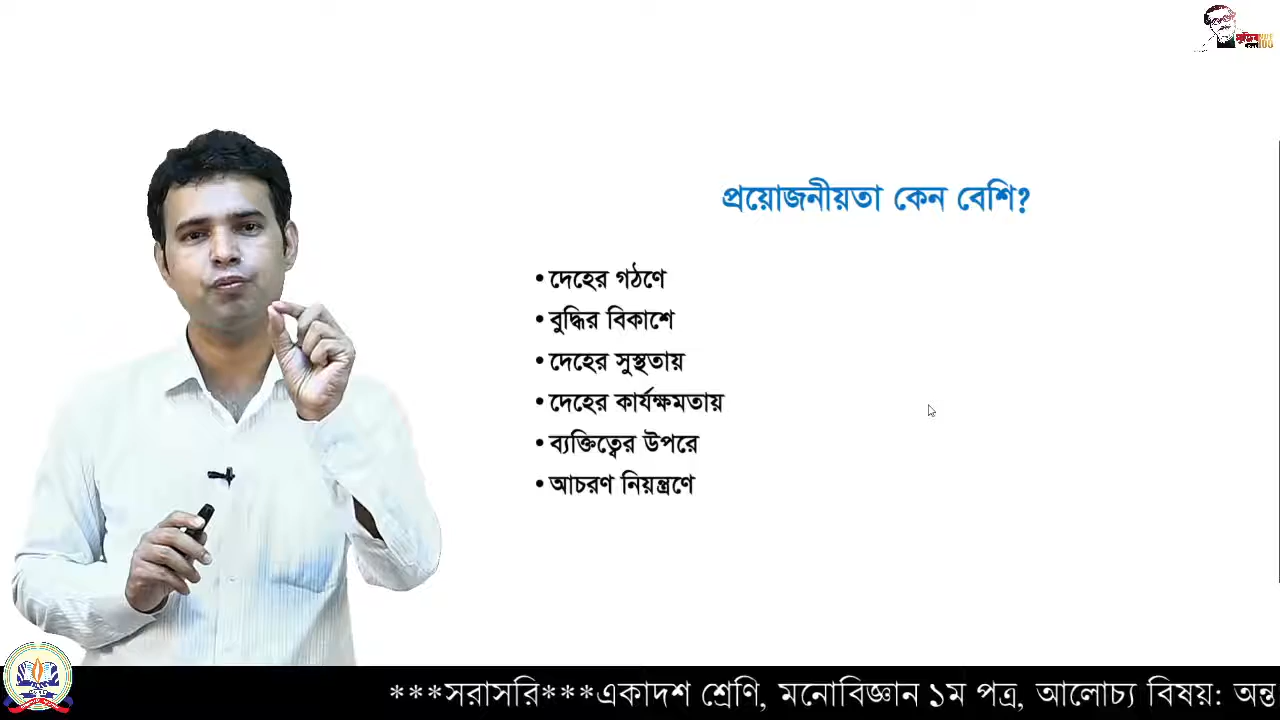 প্রয়োজনীয়তা কেন বেশি?
• দেহের গঠণে
• বুদ্ধির বিকাশে
• দেহের সুস্থতায়
• দেহের কার্যক্ষমতায়
• ব্যক্তিত্বের উপরে
• আচরণ নিয়ন্ত্রণে
***সরাসরি***একাদশ শ্রেণি, মনোবিজ্ঞান ১ম পত্র, আলোচ্য বিষয়: অন্ত